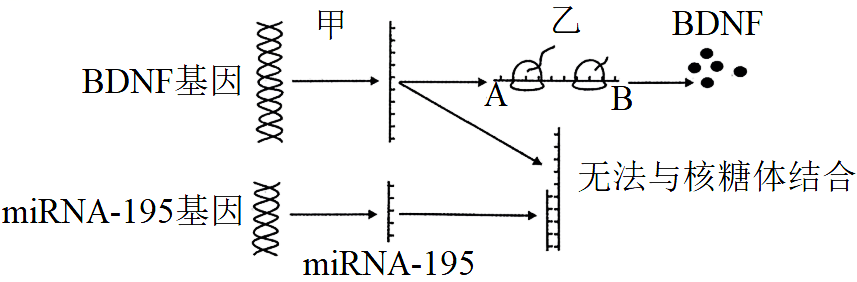 甲
乙
BDNF
BDNF基因
A
B
无法与核糖体结合
miRNA-195基因
miRNA-195